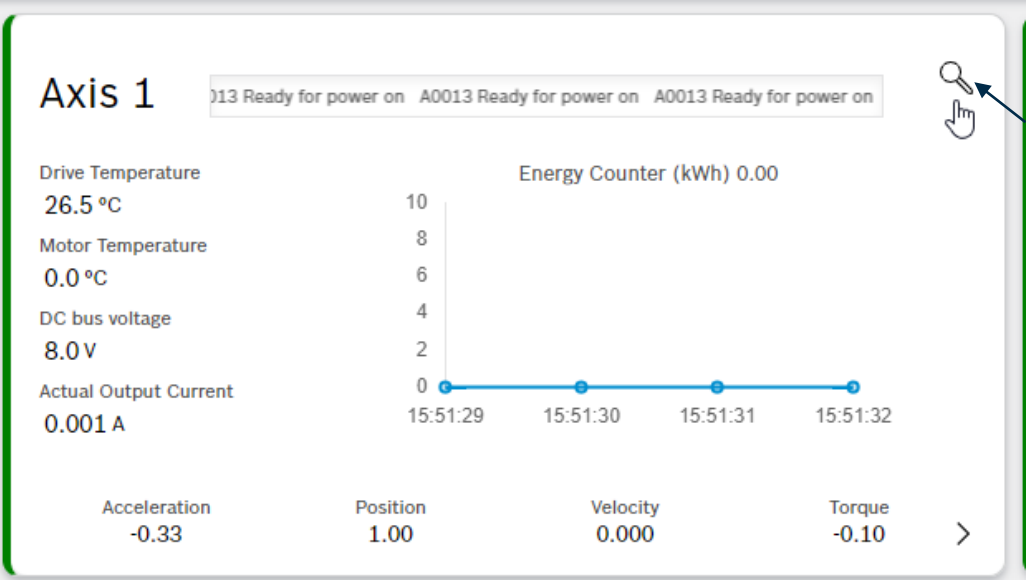 Axis 1
013 Ready for power on A0013 Ready for power on A0013 Ready for power on
Drive Temperature
26.5 ºC
Motor Temperature
0.0 ºC
DC bus voltage
8.0 V
Actual Output Current
0.001 A
Energy Counter (kWh) 0.00
10
8
6
4
2
0
15:51:29 15:51:30 15:51:31 15:51:32
Acceleration Position Velocity Torque
-0.33 1.00 0.000 -0.10